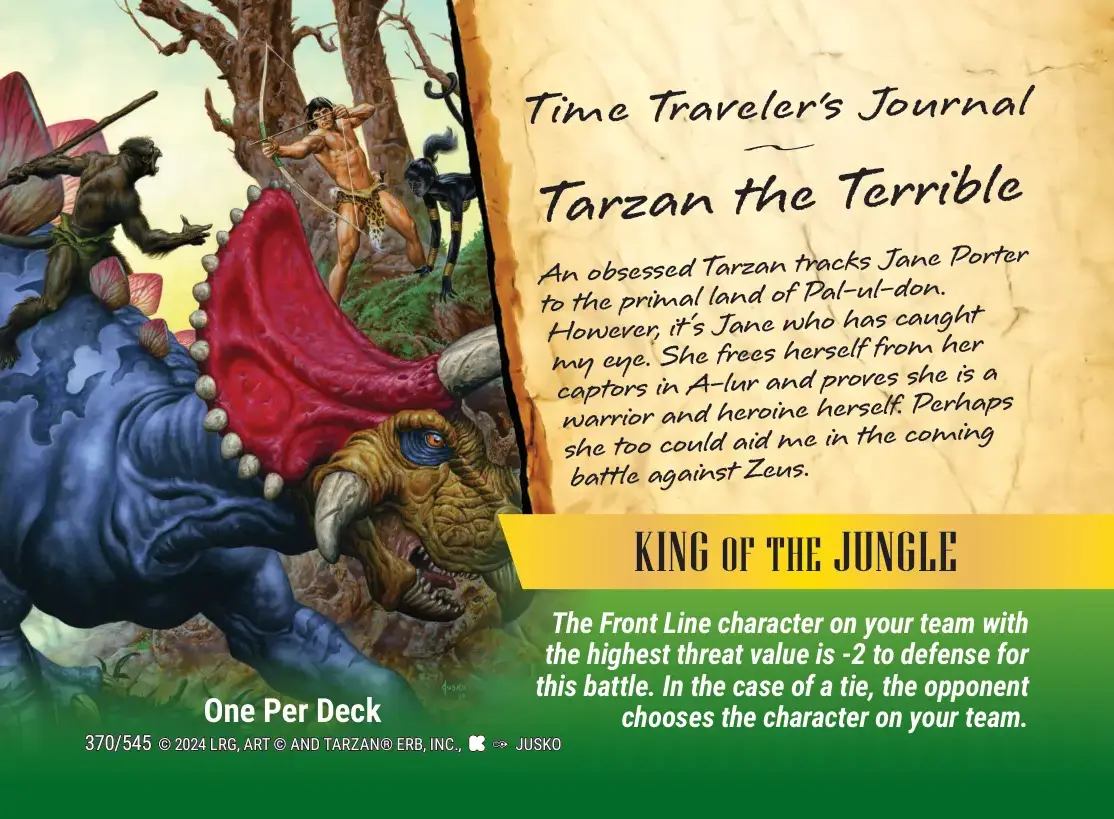 Time Traveler's Journal
Tarzan the Terrible
An obsessed Tarzan tracks Jane Porter
to the primal land of Pal-ul-don.
However, it's Jane who has caught
my eye. She frees herself from her
captors in A-lur and proves she is a
warrior and heroine herself. Perhaps
she too could aid me in the coming
battle against Zeus.
KING OF THE JUNGLE
The Front Line character on your team with
the highest threat value is -2 to defense for
this battle. In the case of a tie, the opponent
chooses the character on your team.
JUSKO
One Per Deck
370/545 © 2024 LRG, ART © AND TARZAN® ERB, INC., JUSKO